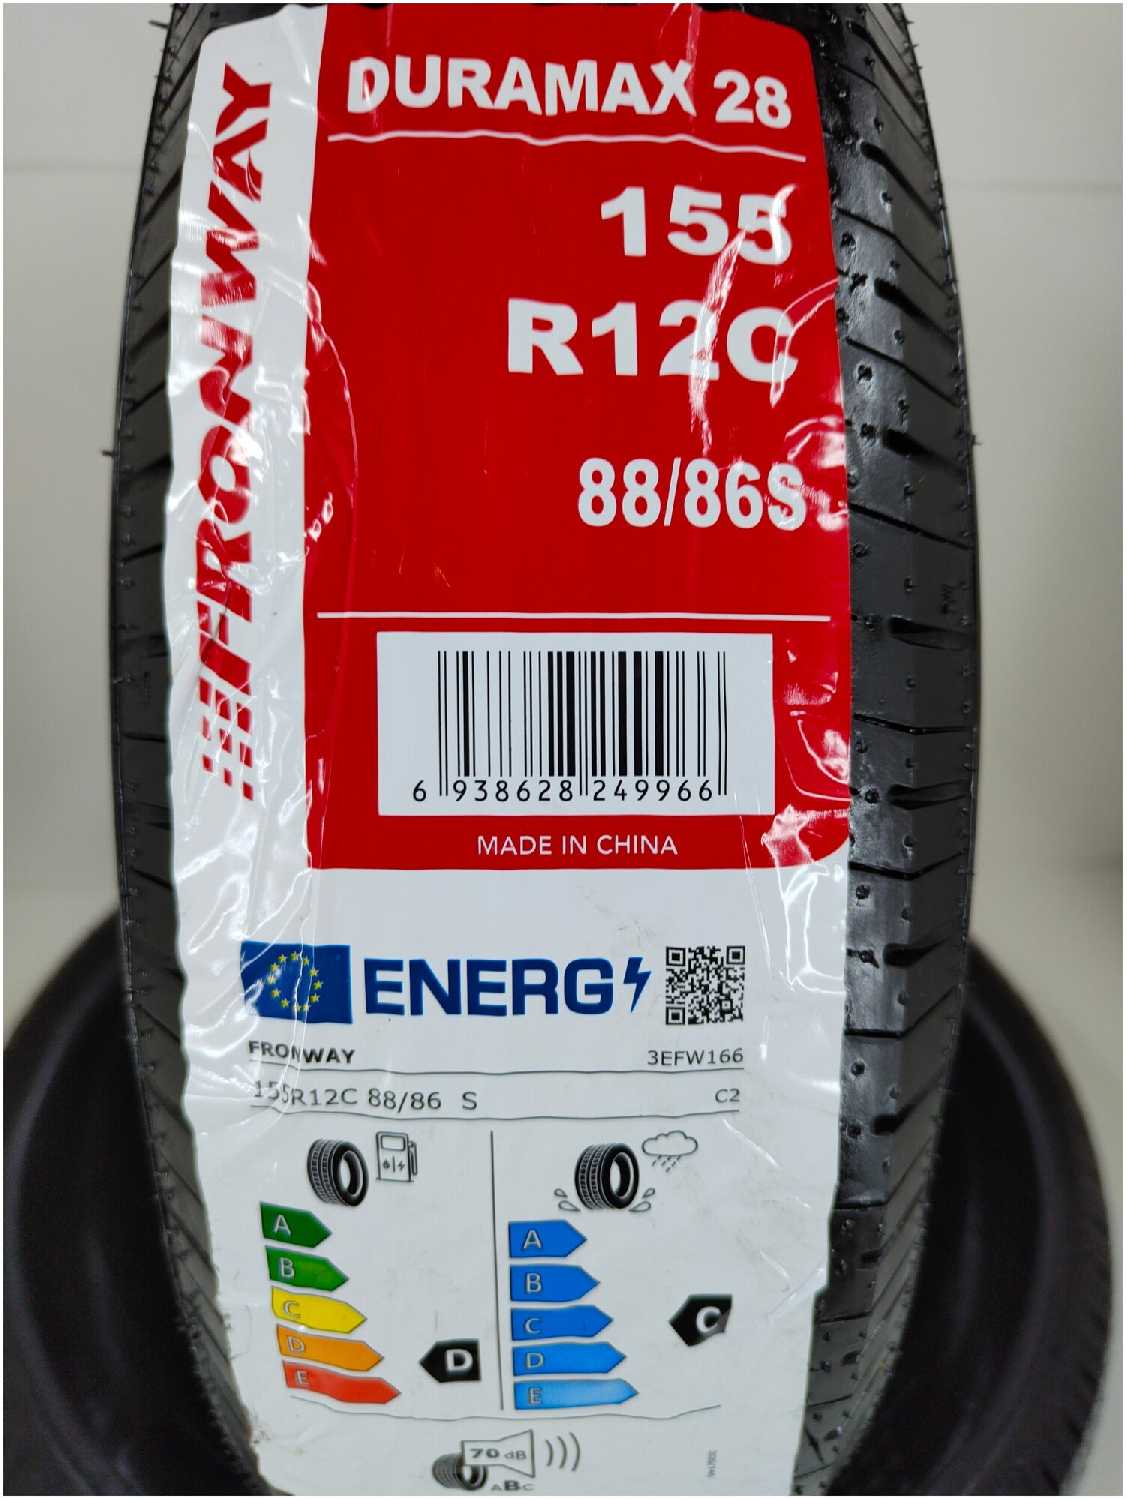 FRONWAY
DURAMAX 28
155
R12C
88/86S
6 938628 249966
MADE IN CHINA
ENERG
FRONWAY 3EFW166
155R12C 88/86 S C2
A
B
C
D
E
D
A
B
C
D
E
C
70 dB
ABC
TWI